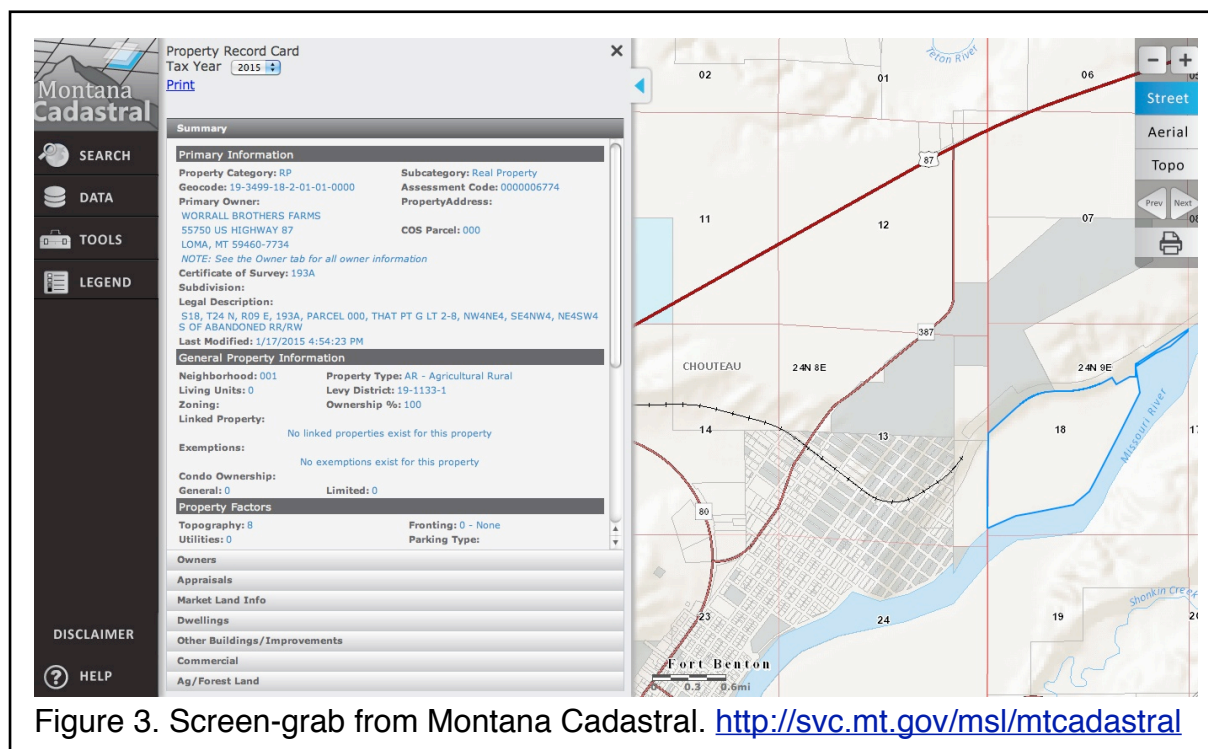 Montana
Cadastral
SEARCH
DATA
TOOLS
LEGEND
DISCLAIMER
HELP
Property Record Card
Tax Year 2015
Print
Summary
Primary Information
Property Category: RP Subcategory: Real Property
Geocode: 19-3499-18-2-01-01-0000 Assessment Code: 0000006774
Primary Owner: PropertyAddress:
WORRALL BROTHERS FARMS
55750 US HIGHWAY 87 COS Parcel: 000
LOMA, MT 59460-7734
NOTE: See the Owner tab for all owner information
Certificate of Survey: 193A
Subdivision:
Legal Description:
S18, T24 N, R09 E, 193A, PARCEL 000, THAT PT G LT 2-8, NW4NE4, SE4NW4, NE4SW4
S OF ABANDONED RR/RW
Last Modified: 1/17/2015 4:54:23 PM
General Property Information
Neighborhood: 001 Property Type: AR - Agricultural Rural
Living Units: 0 Levy District: 19-1133-1
Zoning: Ownership %: 100
Linked Property:
No linked properties exist for this property
Exemptions:
No exemptions exist for this property
Condo Ownership:
General: 0 Limited: 0
Property Factors
Topography: 8 Fronting: 0 - None
Utilities: 0 Parking Type:
Owners
Appraisals
Market Land Info
Dwellings
Other Buildings/Improvements
Commercial
Ag/Forest Land
Teton River
02 01 06
87
11 12 07
387
CHOUTEAU 24N 8E 24N 9E
14 13 18 17
Missouri River
80
Shonkin Creek
23 24 19
Fort Benton
0 0.3 0.6mi
- +
Street
Aerial
Topo
Prev Next
Figure 3. Screen-grab from Montana Cadastral. http://svc.mt.gov/msl/mtcadastral